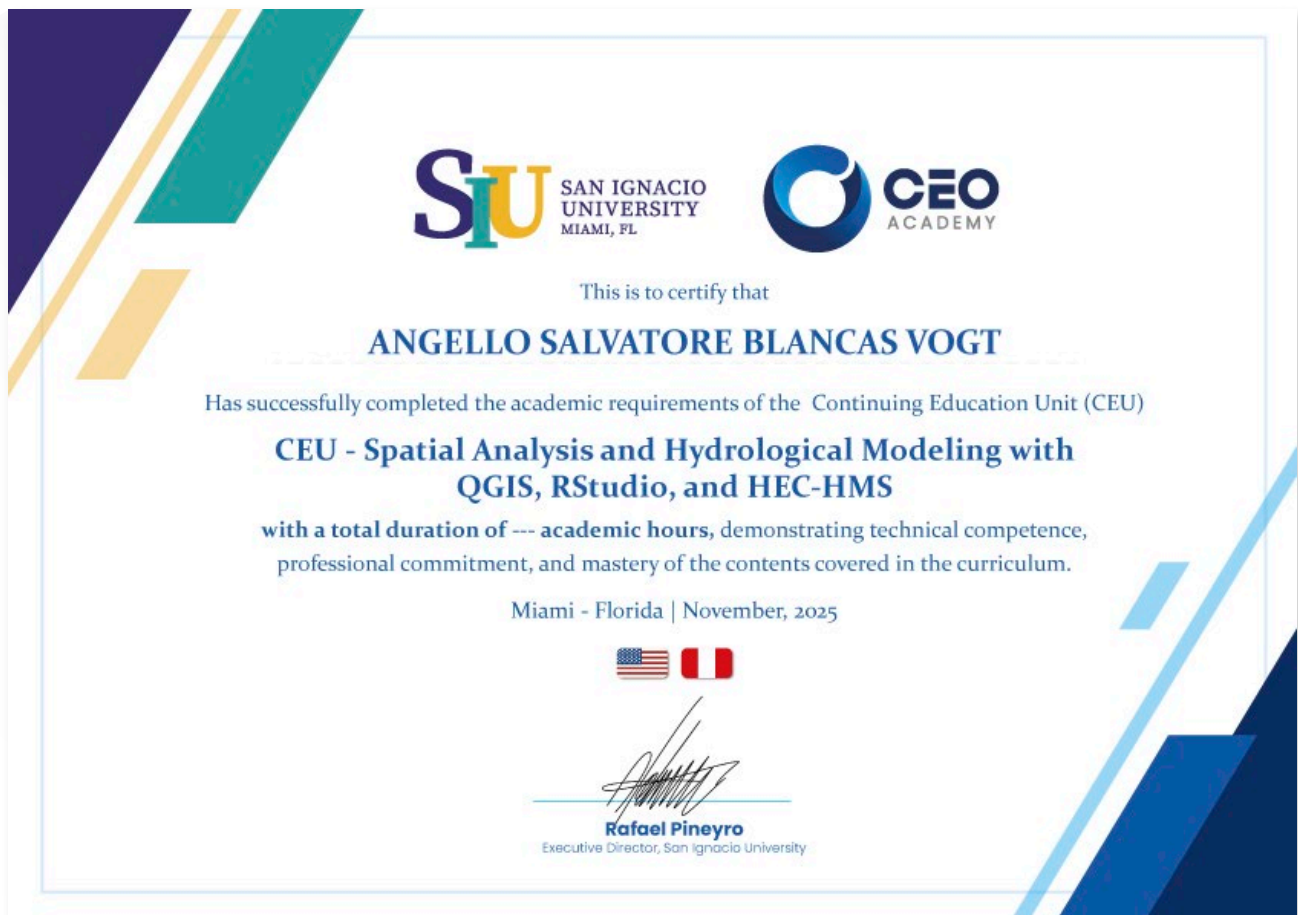 SIU SAN IGNACIO
UNIVERSITY
MIAMI, FL
CEO
ACADEMY
This is to certify that
ANGELLO SALVATORE BLANCAS VOGT
Has successfully completed the academic requirements of the Continuing Education Unit (CEU)
CEU - Spatial Analysis and Hydrological Modeling with
QGIS, RStudio, and HEC-HMS
with a total duration of --- academic hours, demonstrating technical competence,
professional commitment, and mastery of the contents covered in the curriculum.
Miami - Florida | November, 2025
Rafael Pineyro
Executive Director, San Ignacio University